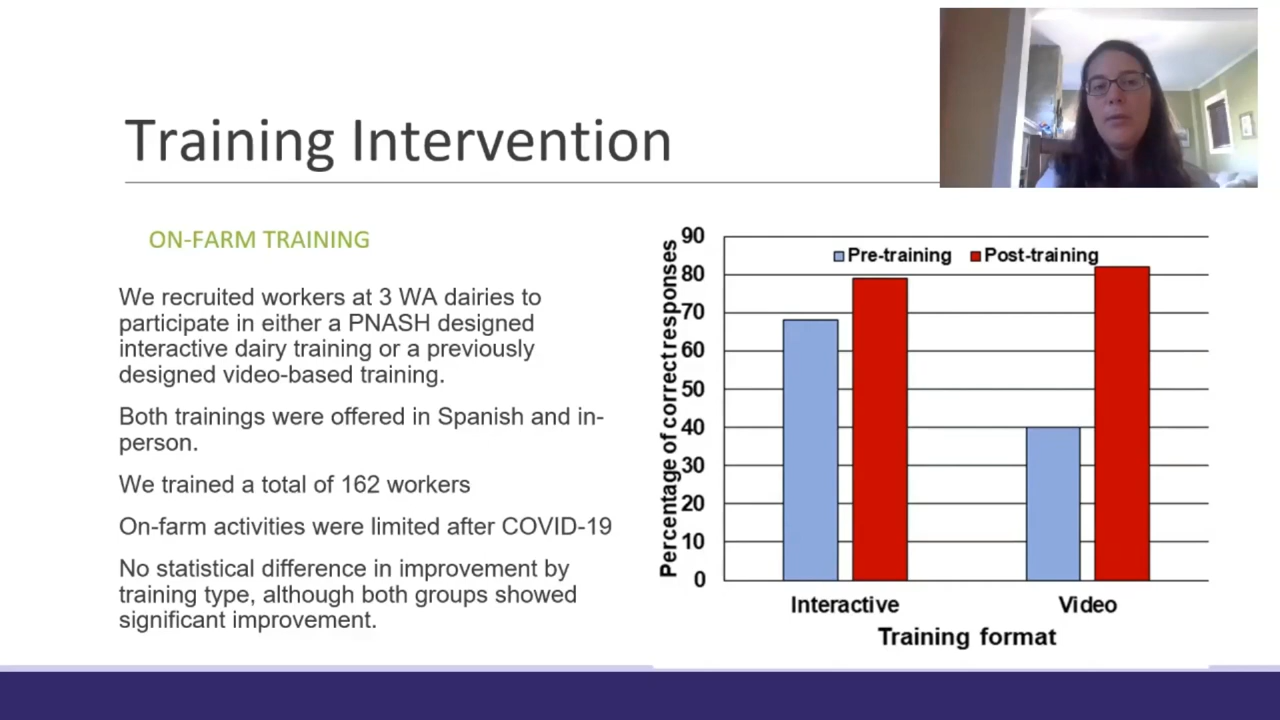 Training Intervention
ON-FARM TRAINING
We recruited workers at 3 WA dairies to
participate in either a PNASH designed
interactive dairy training or a previously
designed video-based training.
Both trainings were offered in Spanish and in-
person.
We trained a total of 162 workers
On-farm activities were limited after COVID-19
No statistical difference in improvement by
training type, although both groups showed
significant improvement.
Percentage of correct responses
90
80
70
60
50
40
30
20
10
0
Pre-training Post-training
Interactive Video
Training format